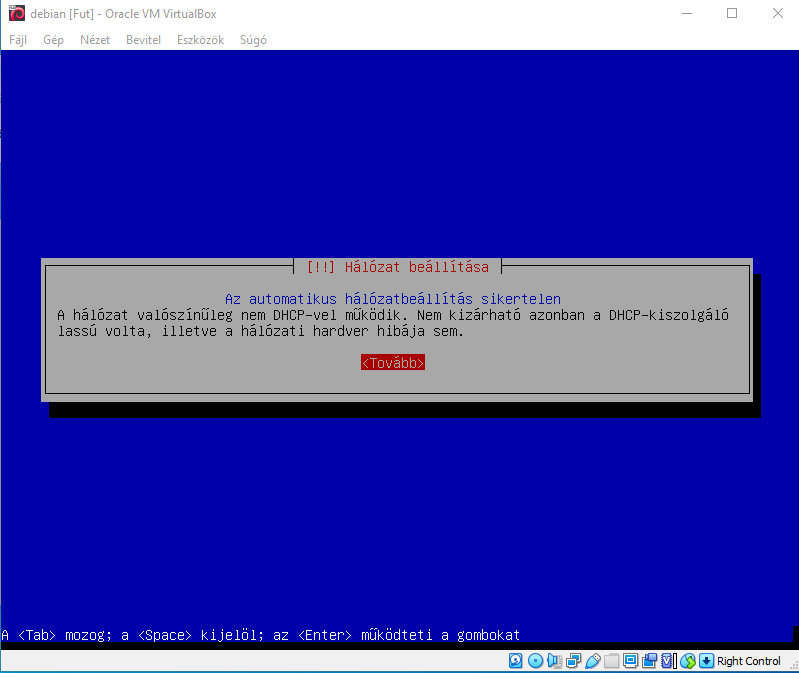 debian [Fut] - Oracle VM VirtualBox
Fájl Gép Nézet Bevitel Eszközök Súgó
[!!] Hálózat beállítása
Az automatikus hálózatbeállítás sikertelen
A hálózat valószínűleg nem DHCP-vel működik. Nem kizárható azonban a DHCP-kiszolgáló
lassú volta, illetve a hálózati hardver hibája sem.
<Tovább>
A <Tab> mozog; a <Space> kijelöl; az <Enter> működteti a gombokat
Right Control